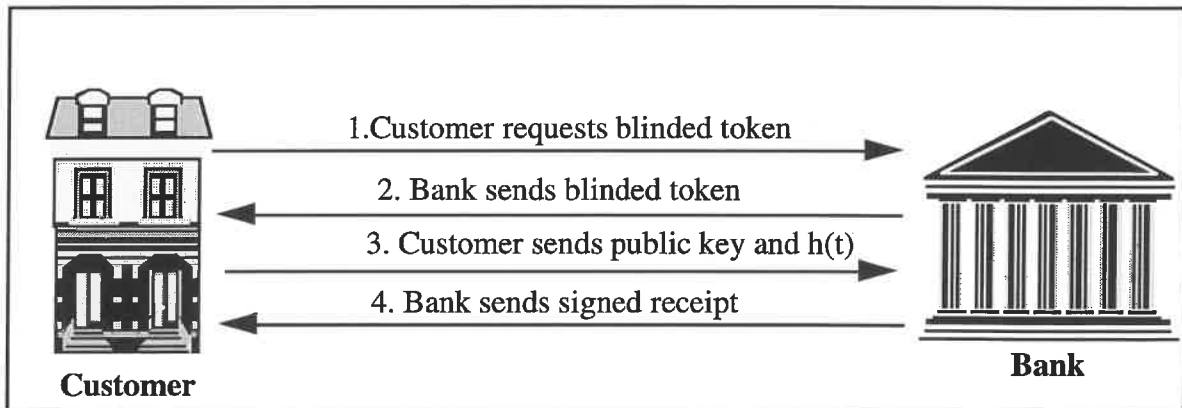 1.Customer requests blinded token
2. Bank sends blinded token
3. Customer sends public key and h(t)
4. Bank sends signed receipt
Customer
Bank